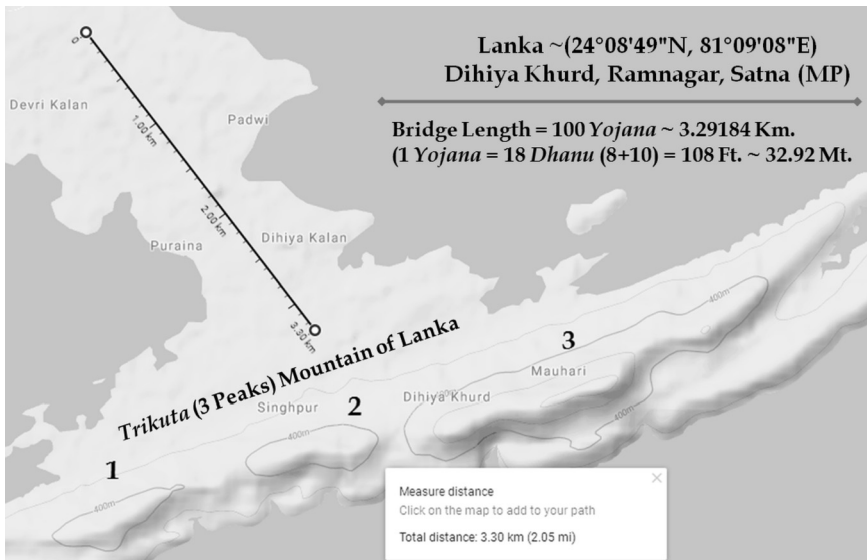 Lanka ~(24°08'49"N, 81°09'08"E)
Dihiya Khurd, Ramnagar, Satna (MP)
Bridge Length = 100 Yojana ~ 3.29184 Km.
(1 Yojana = 18 Dhanu (8+10) = 108 Ft. ~ 32.92 Mt.
0
Devri Kalan
1.00 km
Padwi
2.00 km
Puraina
Dihiya Kalan
3.30 km
Trikuta (3 Peaks) Mountain of Lanka
400m
3
Mauhari
Dihiya Khurd
Singhpur
2
400m
1
400m
Measure distance
Click on the map to add to your path
Total distance: 3.30 km (2.05 mi)